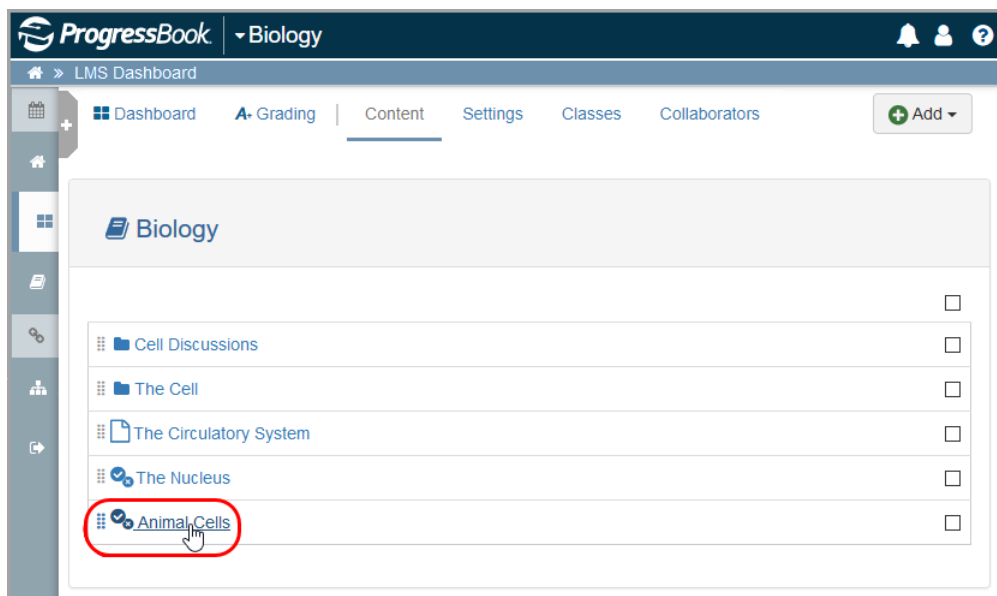 ProgressBook. Biology
LMS Dashboard
Dashboard A+ Grading Content Settings Classes Collaborators Add
Biology
Cell Discussions
The Cell
The Circulatory System
The Nucleus
Animal Cells